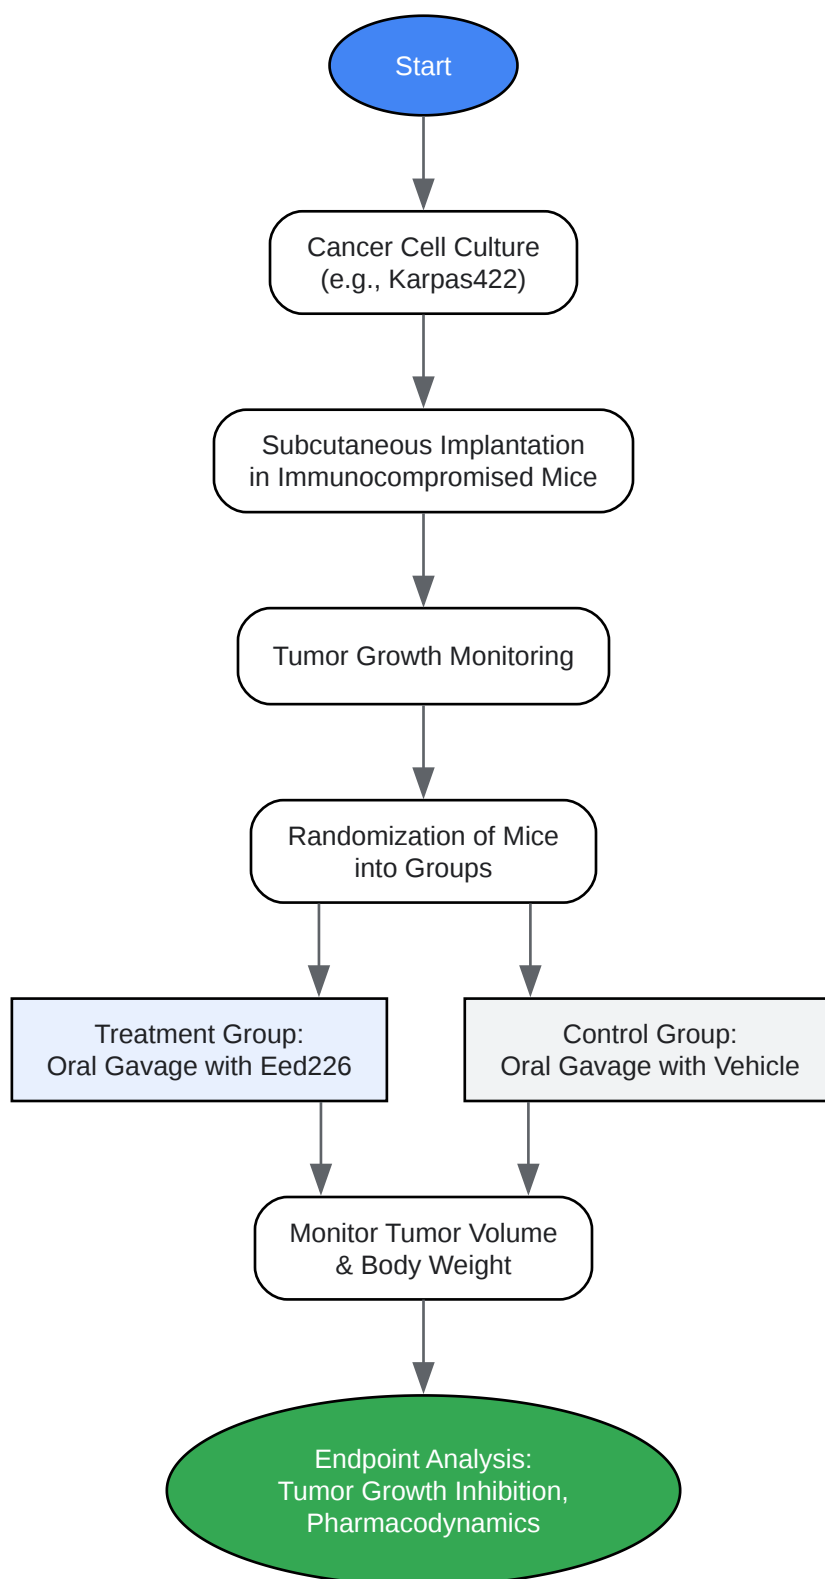 Start
Cancer Cell Culture
(e.g., Karpas422)
Subcutaneous Implantation
in Immunocompromised Mice
Tumor Growth Monitoring
Randomization of Mice
into Groups
Treatment Group:
Oral Gavage with Eed226
Control Group:
Oral Gavage with Vehicle
Monitor Tumor Volume
& Body Weight
Endpoint Analysis:
Tumor Growth Inhibition,
Pharmacodynamics